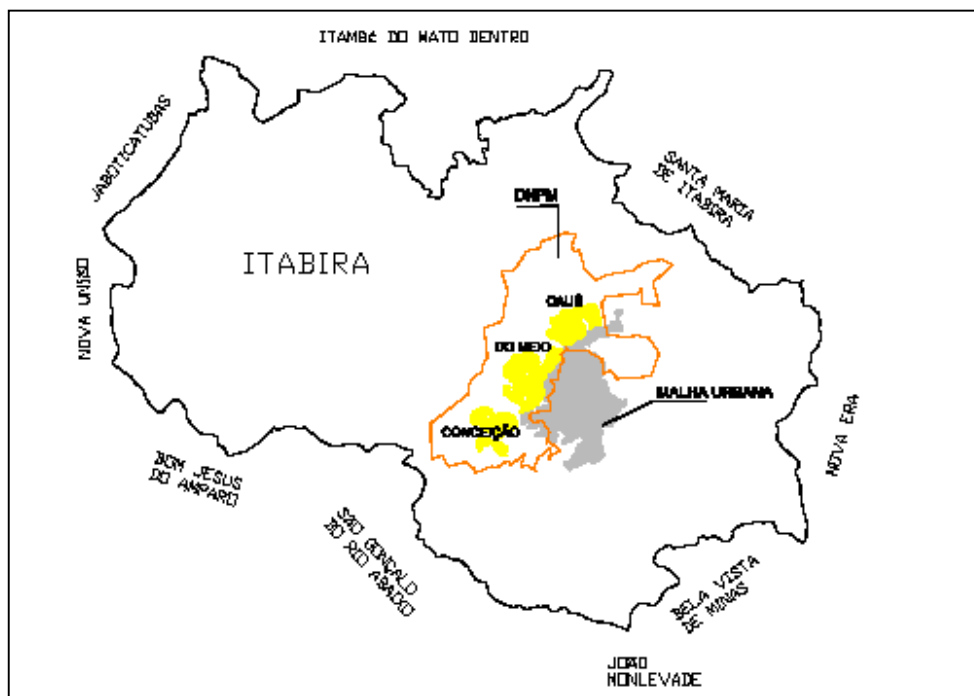 ITAMBé DO MATO DENTRO
JABOTICATUBAS
SANTA MARIA
DE ITABIRA
DNPM
ITABIRA
NOVA UNIÃO
CAUÊ
DO MEIO
MALHA URBANA
CONCEIÇÃO
NOVA ERA
BOM JESUS
DO AMPARO
SÃO GONÇALO
DO RIO ABAIXO
BELA VISTA
DE MINAS
JOÃO
MONLEVADE